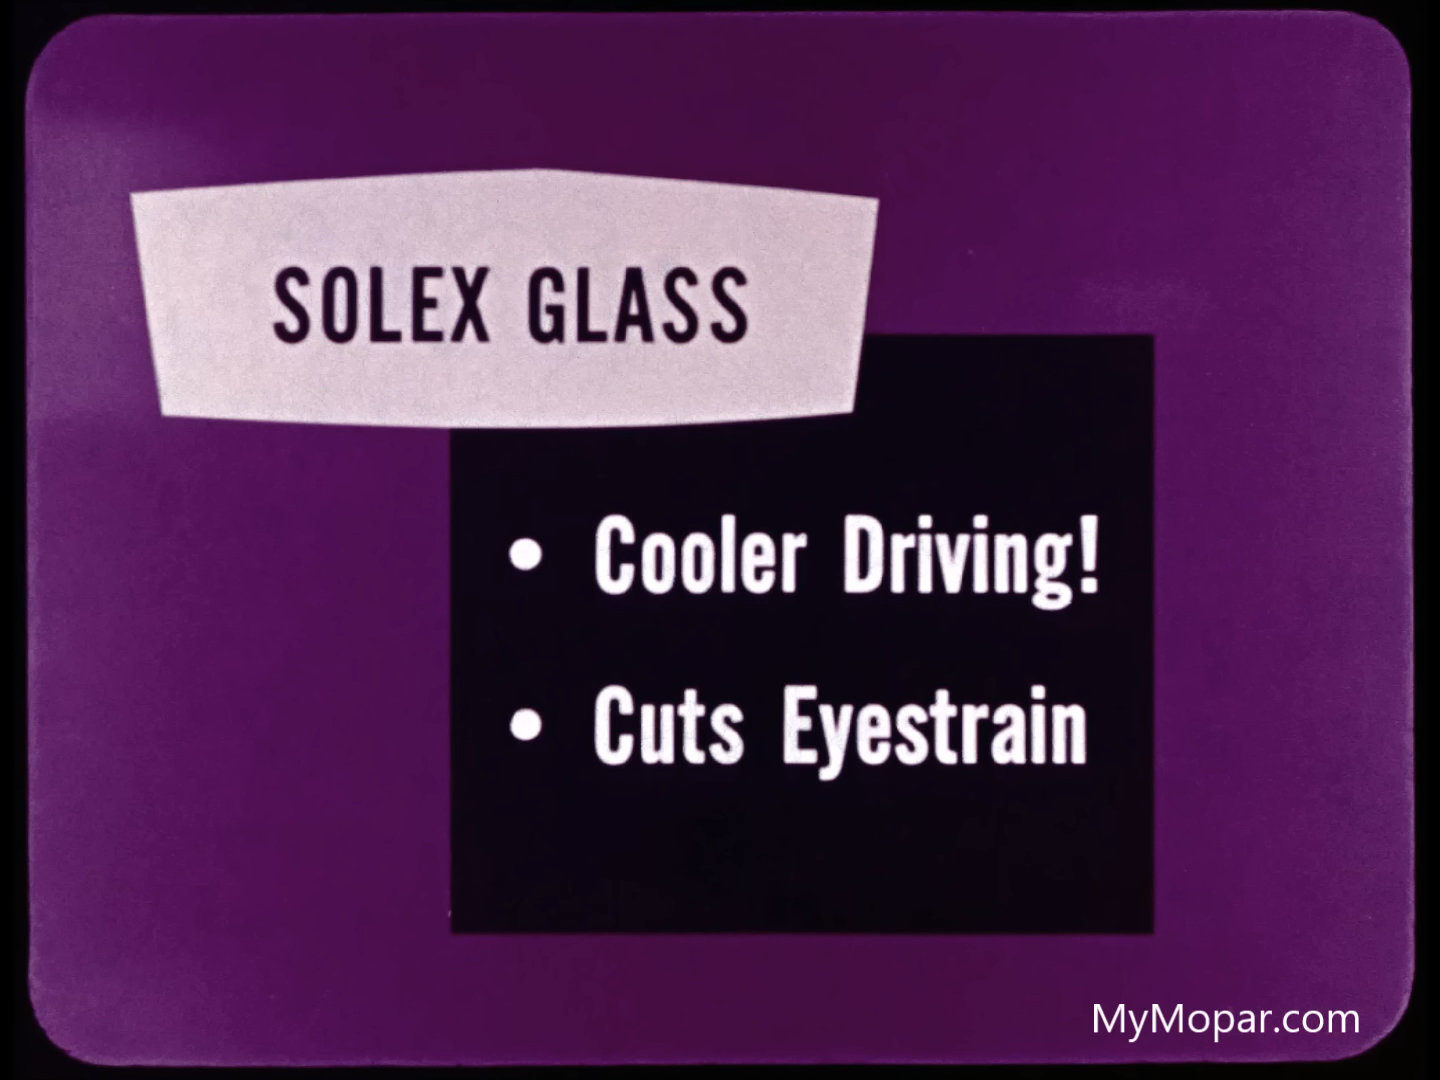 SOLEX GLASS
• Cooler Driving!
• Cuts Eyestrain
MyMopar.com